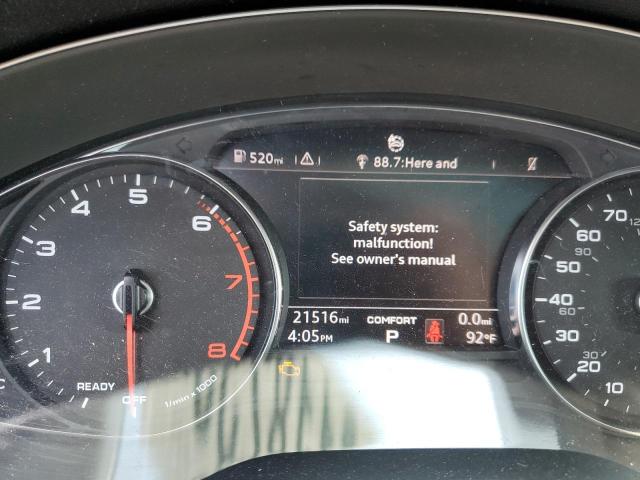 520mi
88.7:Here and
Safety system:
malfunction!
See owner's manual
21516mi COMFORT 0.0mi
4:05PM P 92°F
1
2
3
4
5
6
7
8
READY
OFF
1/min x 1000
70 12
60
90
50
40
60
30
30
20
10